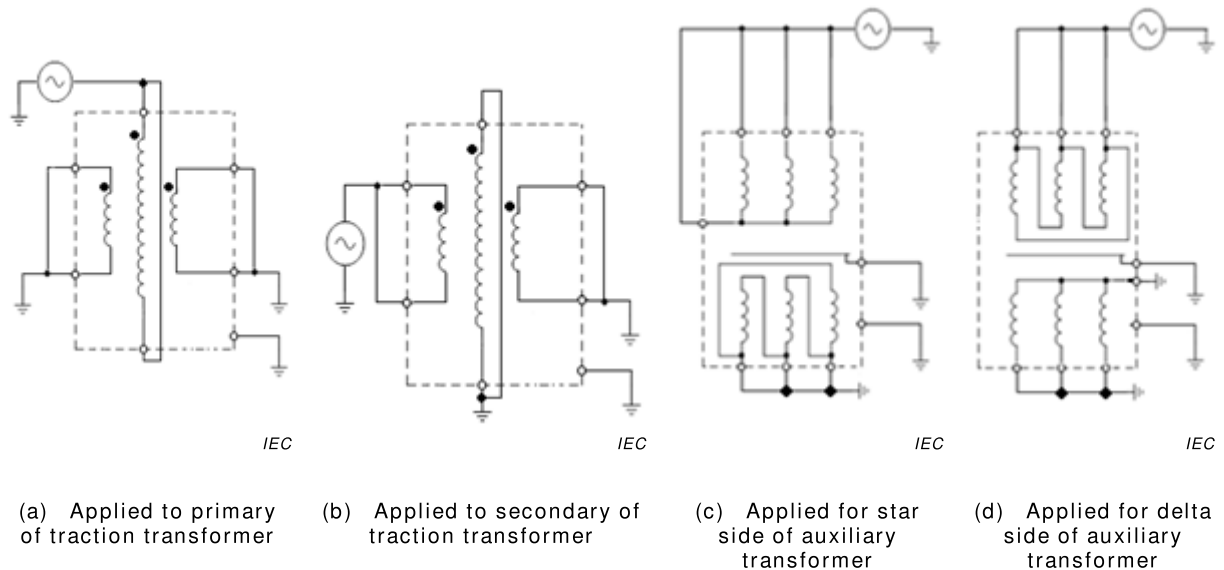 IEC
IEC
IEC
IEC
(a) Applied to primary
of traction transformer
(b) Applied to secondary of
traction transformer
(c) Applied for star
side of auxiliary
transformer
(d) Applied for delta
side of auxiliary
transformer